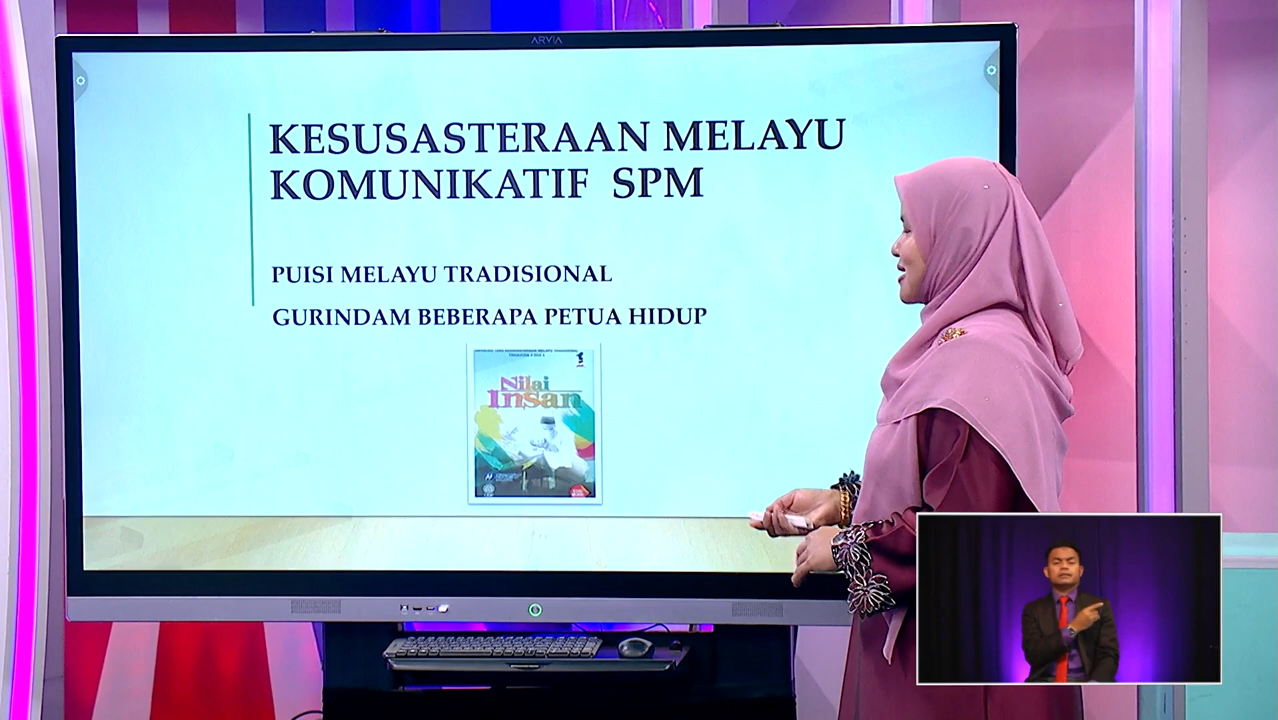 ARVIA
KESUSASTERAAN MELAYU
KOMUNIKATIF SPM
PUISI MELAYU TRADISIONAL
GURINDAM BEBERAPA PETUA HIDUP
Nilai
Insan